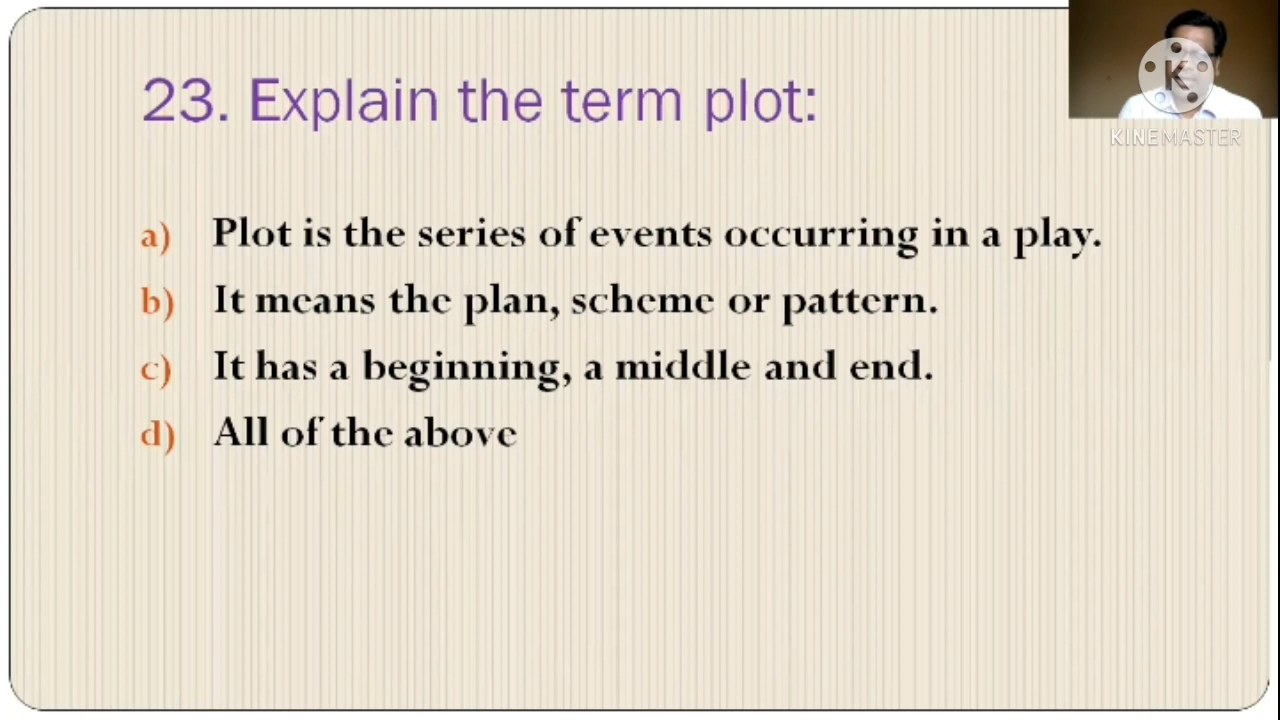 23. Explain the term plot:
KINEMASTER
a) Plot is the series of events occurring in a play.
b) It means the plan, scheme or pattern.
c) It has a beginning, a middle and end.
d) All of the above